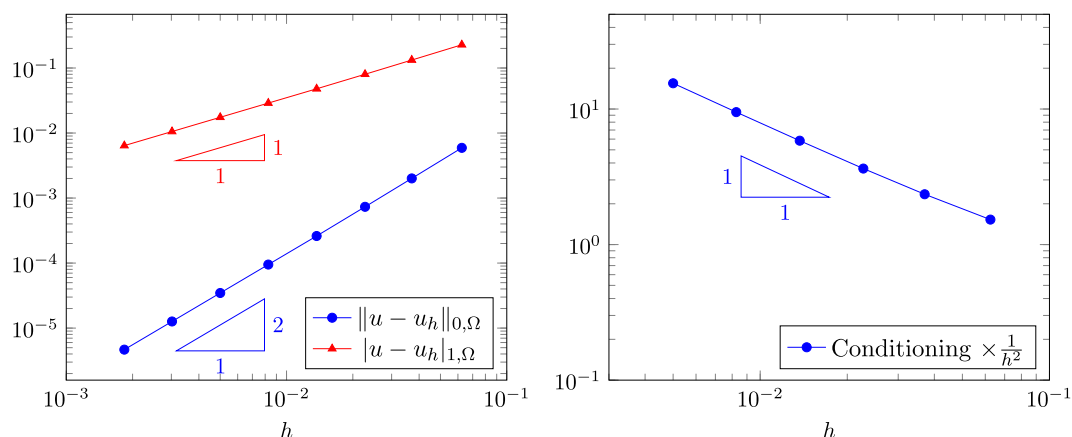 10^{-1}
10^{-2}
10^{-3}
10^{-4}
10^{-5}
10^{-3} 10^{-2} 10^{-1}
h
1
1
2
1
‖u − u_h‖_{0,Ω}
|u − u_h|_{1,Ω}
10^{1}
10^{0}
10^{-1}
10^{-2} 10^{-1}
h
1
1
Conditioning ×\frac{1}{h^2}